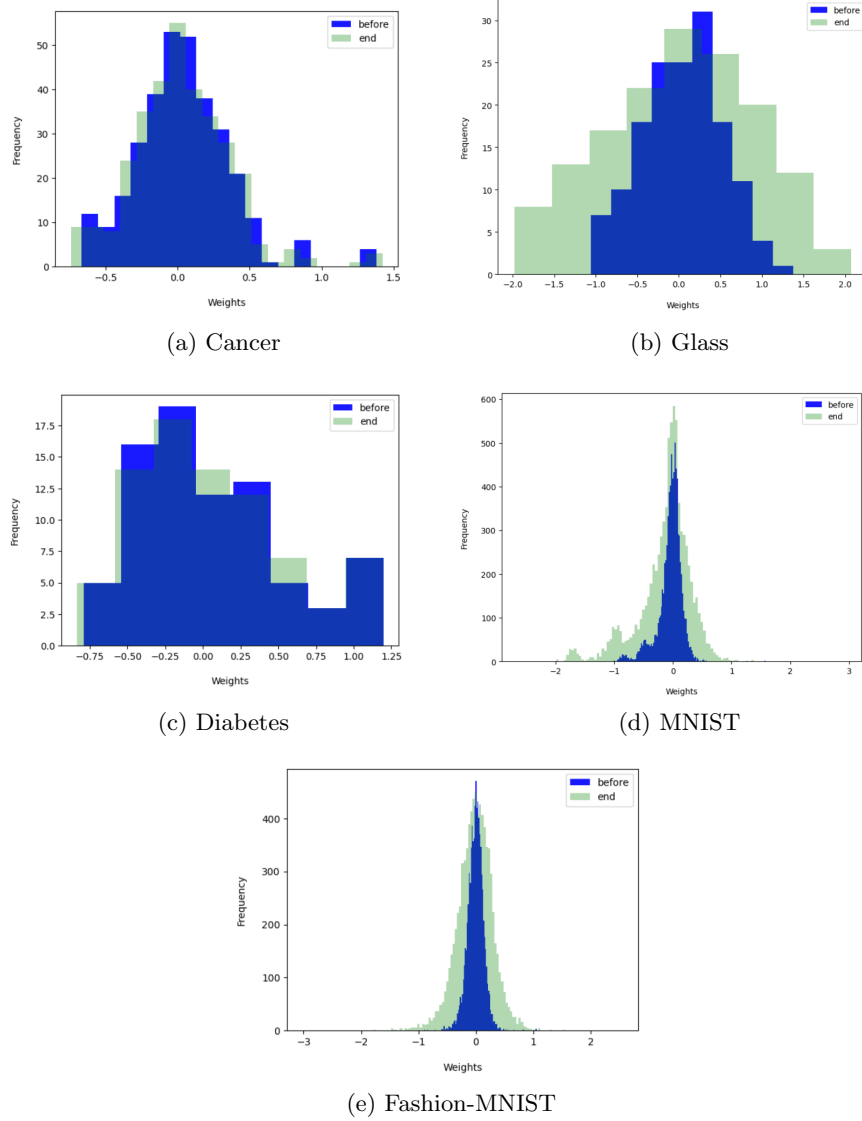 before
end
50
40
30
20
10
0
Frequency
−0.5 0.0 0.5 1.0 1.5
Weights
(a) Cancer
before
end
30
25
20
15
10
5
0
Frequency
−2.0 −1.5 −1.0 −0.5 0.0 0.5 1.0 1.5 2.0
Weights
(b) Glass
before
end
17.5
15.0
12.5
10.0
7.5
5.0
2.5
0.0
Frequency
−0.75 −0.50 −0.25 0.00 0.25 0.50 0.75 1.00 1.25
Weights
(c) Diabetes
before
end
600
500
400
300
200
100
0
Frequency
−2 −1 0 1 2 3
Weights
(d) MNIST
before
end
400
300
200
100
0
Frequency
−3 −2 −1 0 1 2
Weights
(e) Fashion-MNIST